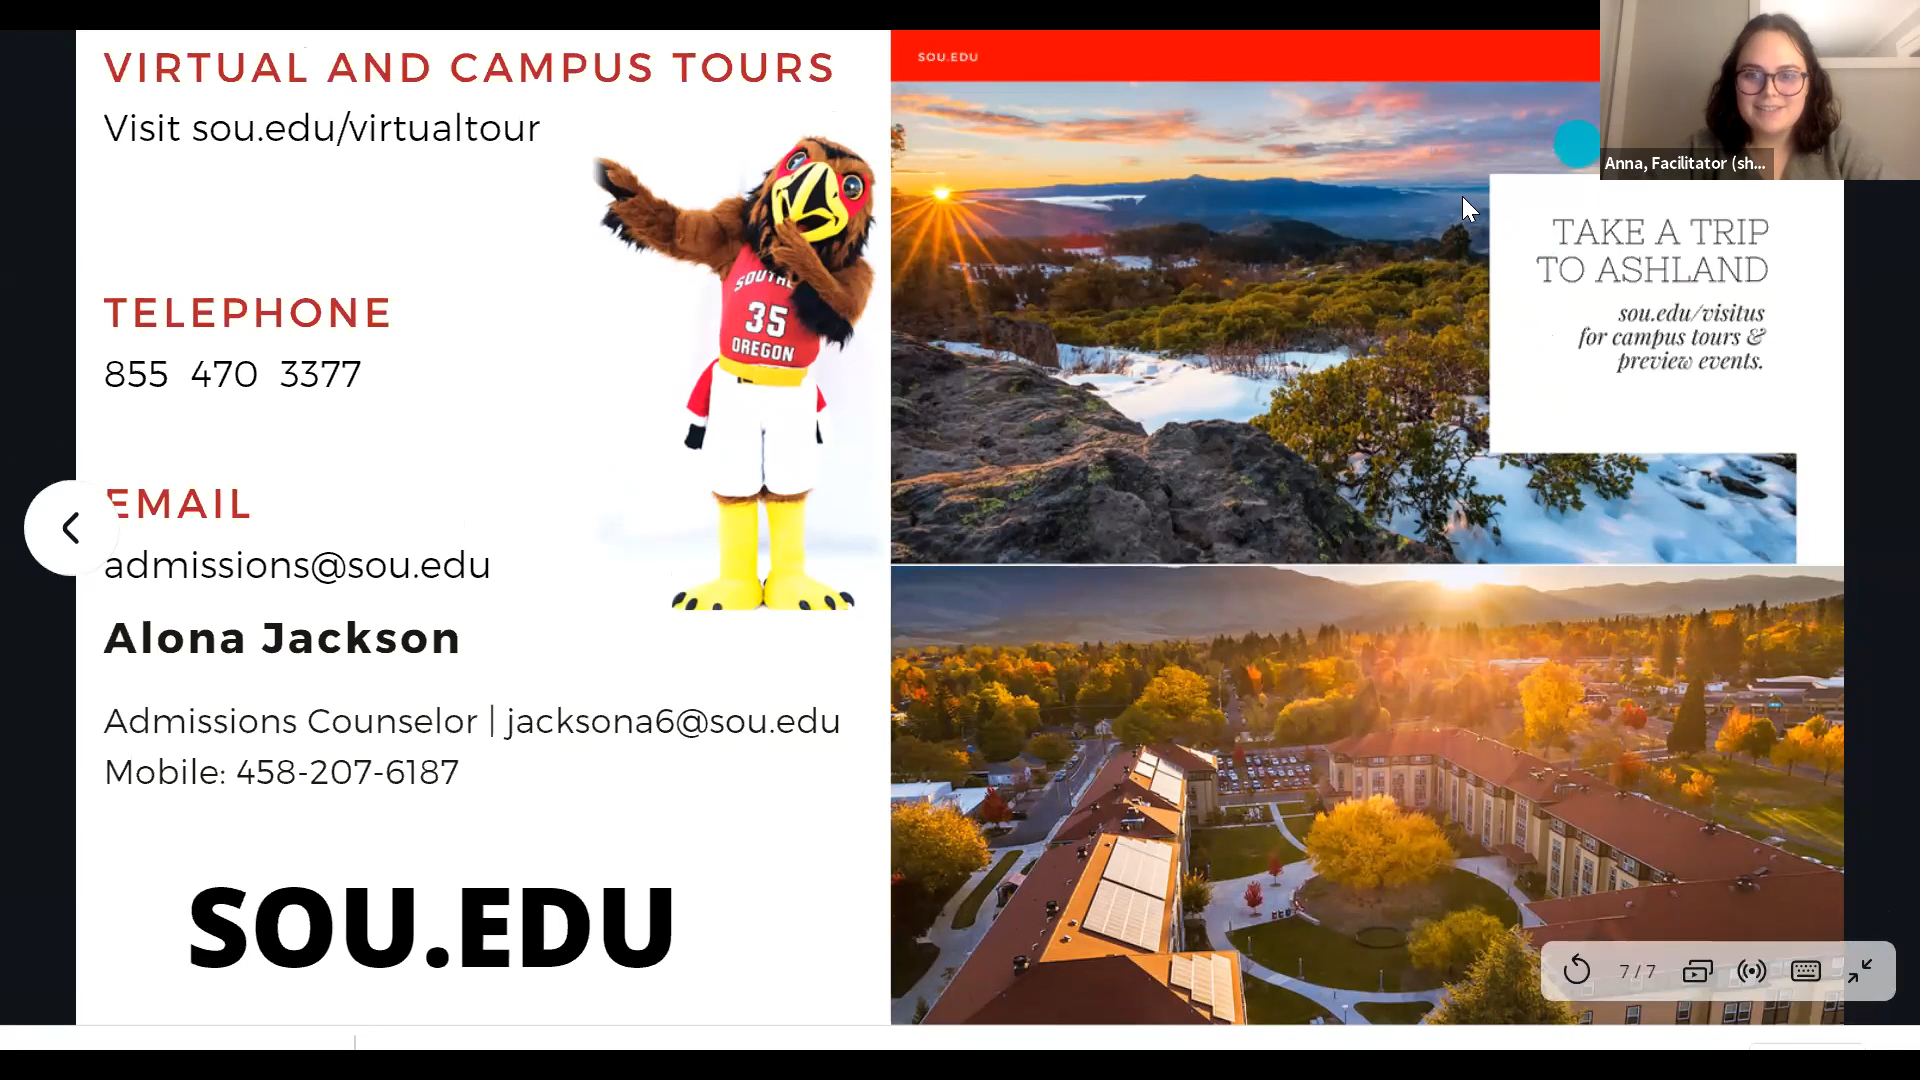 VIRTUAL AND CAMPUS TOURS
Visit sou.edu/virtualtour
TELEPHONE
855 470 3377
EMAIL
admissions@sou.edu
Alona Jackson
Admissions Counselor | jacksona6@sou.edu
Mobile: 458-207-6187
SOU.EDU
SOUTHE
35
OREGON
SOU.EDU
TAKE A TRIP
TO ASHLAND
sou.edu/visitus
for campus tours &
preview events.
Anna, Facilitator (sh...
7 / 7